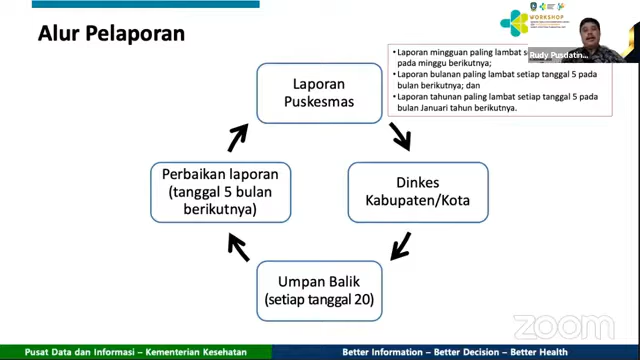 Alur Pelaporan
WORKSHOP
Rudy Pusdatin...
• Laporan mingguan paling lambat s
pada minggu berikutnya;
• Laporan bulanan paling lambat setiap tanggal 5 pada
bulan berikutnya; dan
• Laporan tahunan paling lambat setiap tanggal 5 pada
bulan Januari tahun berikutnya.
Laporan
Puskesmas
Dinkes
Kabupaten/Kota
Umpan Balik
(setiap tanggal 20)
Perbaikan laporan
(tanggal 5 bulan
berikutnya)
zoom
Pusat Data dan Informasi – Kementerian Kesehatan
Better Information – Better Decision – Better Health